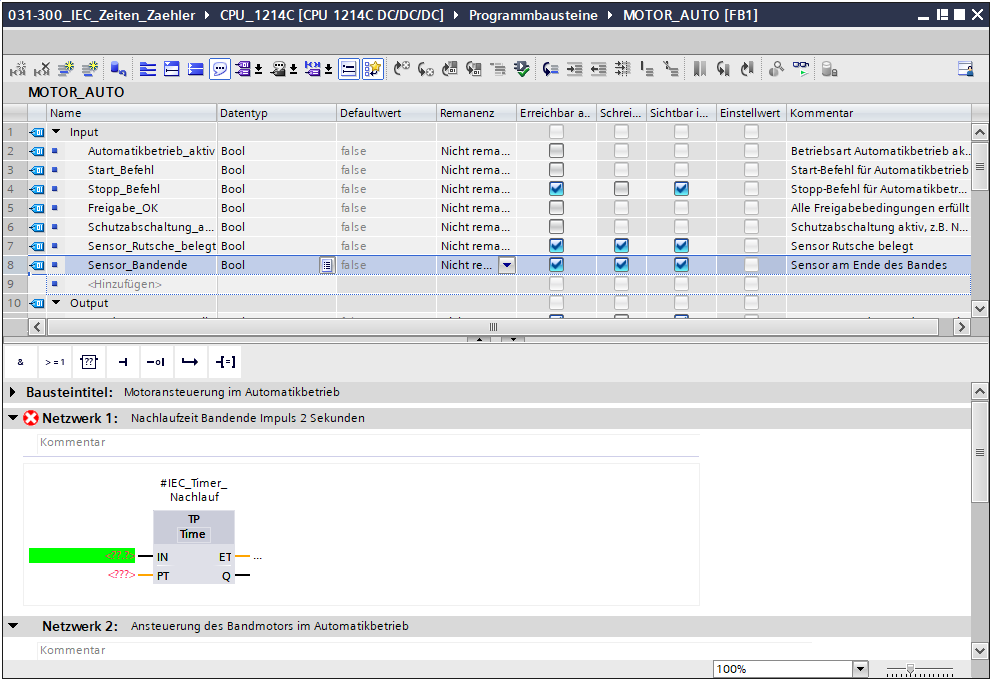 031-300_IEC_Zeiten_Zaehler ▸ CPU_1214C [CPU 1214C DC/DC/DC] ▸ Programmbausteine ▸ MOTOR_AUTO [FB1]
MOTOR_AUTO
Name Datentyp Defaultwert Remanenz Erreichbar a... Schrei... Sichtbar i... Einstellwert Kommentar
1 Input
2 Automatikbetrieb_aktiv Bool false Nicht rema... Betriebsart Automatikbetrieb ak...
3 Start_Befehl Bool false Nicht rema... Start-Befehl für Automatikbetrieb
4 Stopp_Befehl Bool false Nicht rema... Stopp-Befehl für Automatikbetr...
5 Freigabe_OK Bool false Nicht rema... Alle Freigabebedingungen erfüllt
6 Schutzabschaltung_a... Bool false Nicht rema... Schutzabschaltung aktiv, z.B. N...
7 Sensor_Rutsche_belegt Bool false Nicht rema... Sensor Rutsche belegt
8 Sensor_Bandende Bool false Nicht re... Sensor am Ende des Bandes
9 <Hinzufügen>
10 Output
& >=1 [??] -o|
Bausteintitel: Motoransteuerung im Automatikbetrieb
Netzwerk 1: Nachlaufzeit Bandende Impuls 2 Sekunden
Kommentar
#IEC_Timer_
Nachlauf
TP
Time
<??.?> IN ET ...
<???> PT Q
Netzwerk 2: Ansteuerung des Bandmotors im Automatikbetrieb
Kommentar
100%